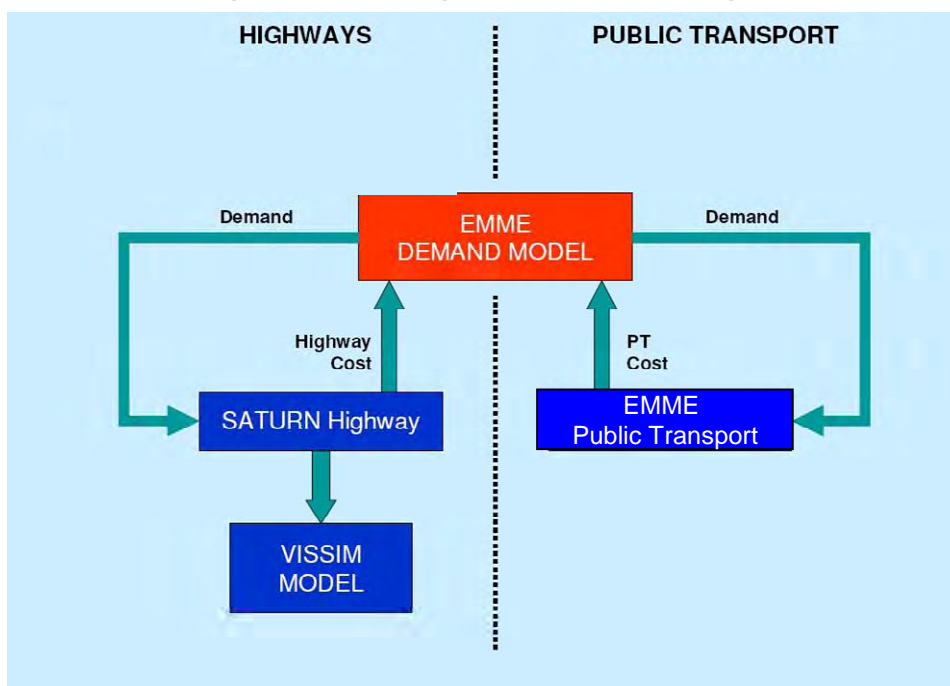 HIGHWAYS
PUBLIC TRANSPORT
Demand
EMME
DEMAND MODEL
Demand
Highway
Cost
PT
Cost
SATURN Highway
EMME
Public Transport
VISSIM
MODEL